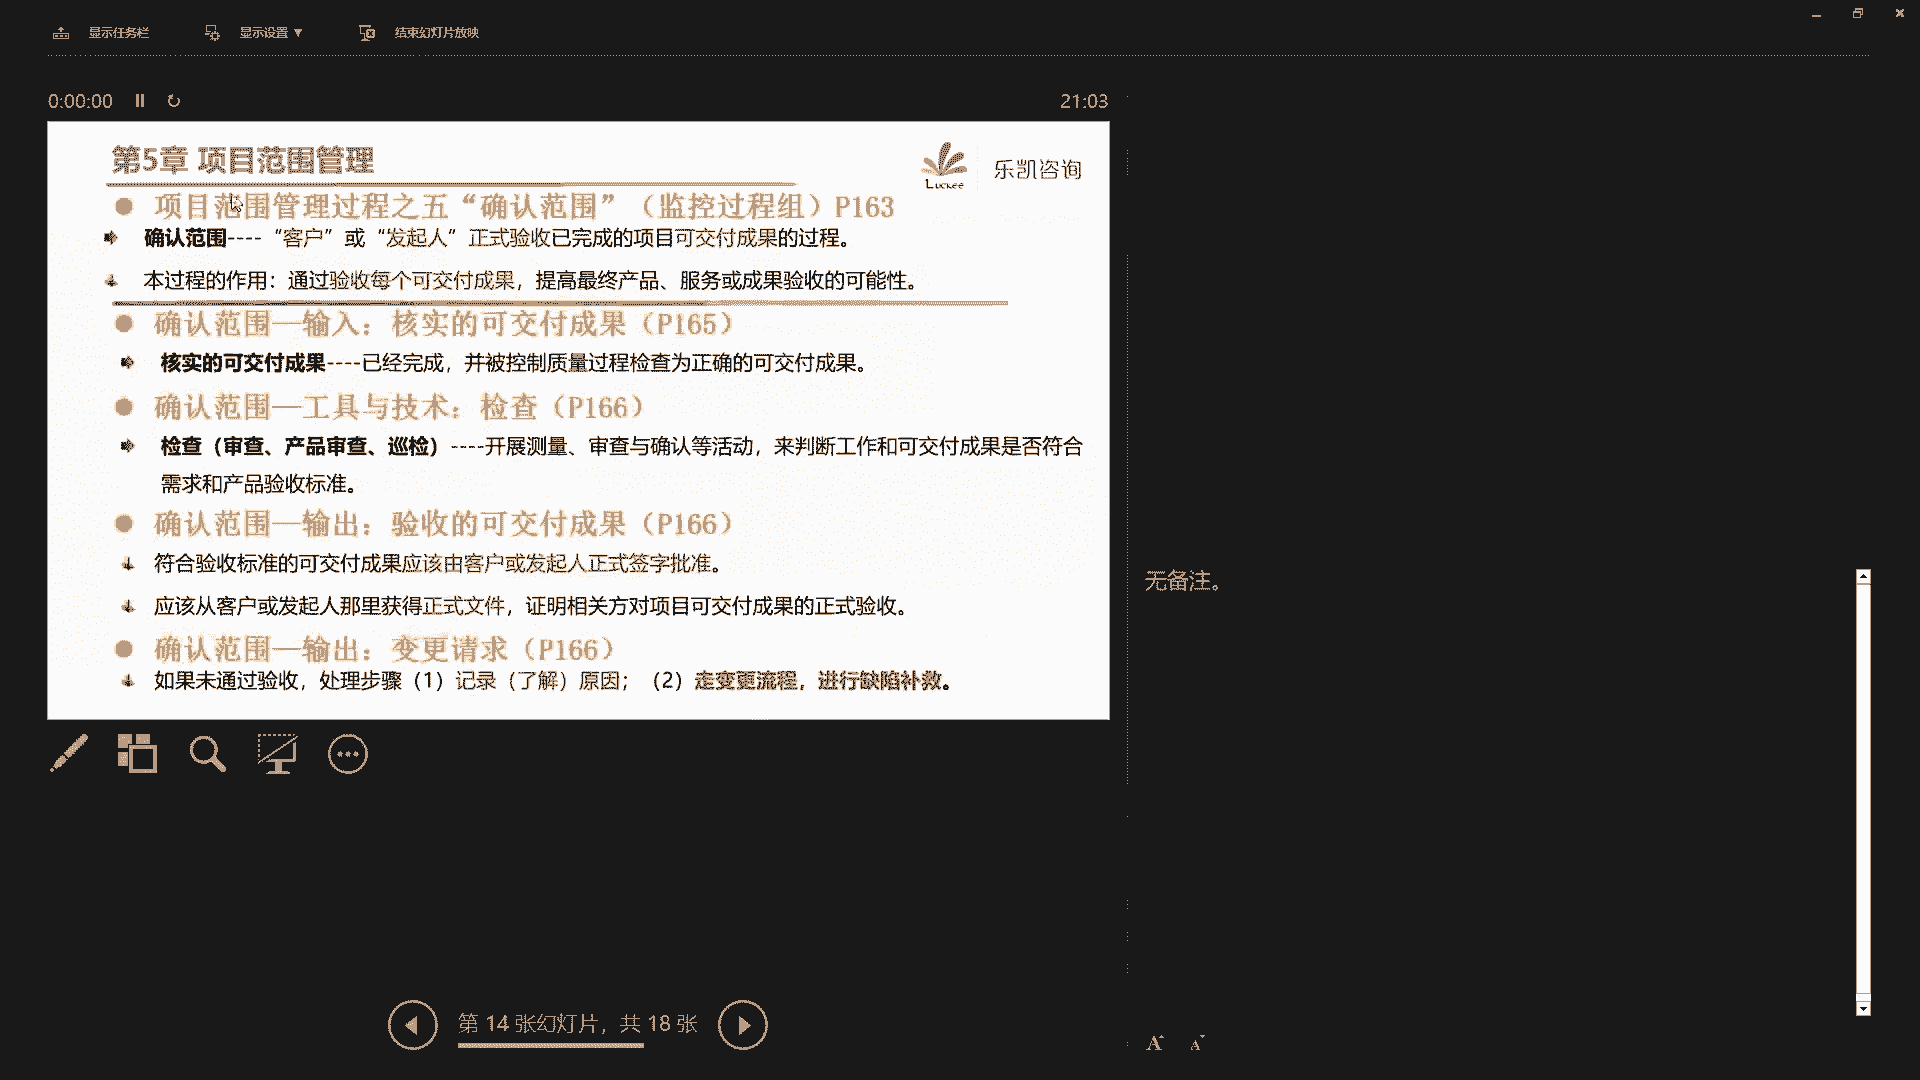 显示任务栏 显示设置 ▼ 结束幻灯片放映
0:00:00 21:03
第5章 项目范围管理
Luckee 乐凯咨询
项目范围管理过程之五“确认范围”（监控过程组）P163
确认范围----“客户”或“发起人”正式验收已完成的项目可交付成果的过程。
本过程的作用：通过验收每个可交付成果，提高最终产品、服务或成果验收的可能性。
确认范围—输入：核实的可交付成果（P165）
核实的可交付成果----已经完成，并被控制质量过程检查为正确的可交付成果。
确认范围—工具与技术：检查（P166）
检查（审查、产品审查、巡检）----开展测量、审查与确认等活动，来判断工作和可交付成果是否符合
需求和产品验收标准。
确认范围—输出：验收的可交付成果（P166）
符合验收标准的可交付成果应该由客户或发起人正式签字批准。
应该从客户或发起人那里获得正式文件，证明相关方对项目可交付成果的正式验收。
确认范围—输出：变更请求（P166）
如果未通过验收，处理步骤（1）记录（了解）原因；（2）走变更流程，进行缺陷补救。
无备注。
第 14 张幻灯片，共 18 张
A A